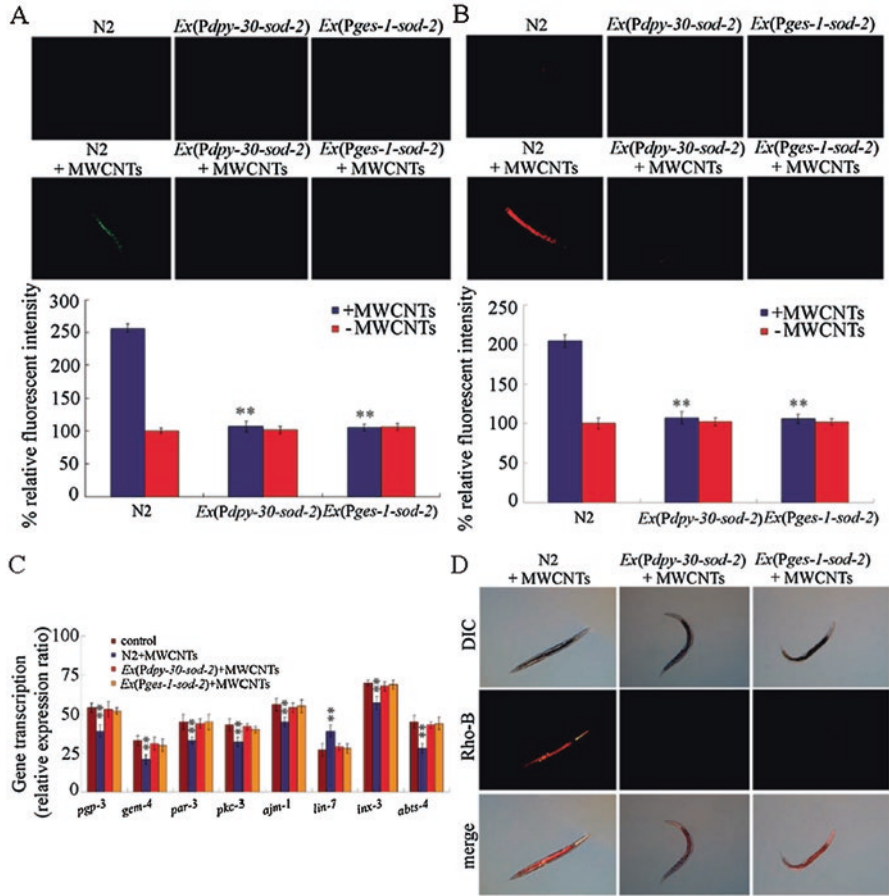 A
N2
Ex(Pdpy-30-sod-2)
Ex(Pges-1-sod-2)
N2
+ MWCNTs
Ex(Pdpy-30-sod-2)
+ MWCNTs
Ex(Pges-1-sod-2)
+ MWCNTs
% relative fluorescent intensity
300
250
200
150
100
50
+MWCNTs
-MWCNTs
**
**
N2
Ex(Pdpy-30-sod-2)
Ex(Pges-1-sod-2)
B
N2
Ex(Pdpy-30-sod-2)
Ex(Pges-1-sod-2)
N2
+ MWCNTs
Ex(Pdpy-30-sod-2)
+ MWCNTs
Ex(Pges-1-sod-2)
+ MWCNTs
% relative fluorescent intensity
250
200
150
100
50
0
+MWCNTs
-MWCNTs
**
**
N2
Ex(Pdpy-30-sod-2)
Ex(Pges-1-sod-2)
C
Gene transcription
(relative expression ratio)
100
75
50
25
0
control
N2+MWCNTs
Ex(Pdpy-30-sod-2)+MWCNTs
Ex(Pges-1-sod-2)+MWCNTs
**
**
**
**
**
**
**
**
pgp-3
gem-4
par-3
pkc-3
ajm-1
lin-7
inx-3
abts-4
D
N2
+ MWCNTs
Ex(Pdpy-30-sod-2)
+ MWCNTs
Ex(Pges-1-sod-2)
+ MWCNTs
DIC
Rho-B
merge